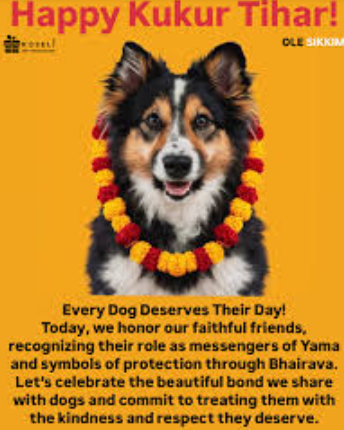 Happy Kukur Tihar!
OLE SIKKIM
Every Dog Deserves Their Day!
Today, we honor our faithful friends,
recognizing their role as messengers of Yama
and symbols of protection through Bhairava.
Let's celebrate the beautiful bond we share
with dogs and commit to treating them with
the kindness and respect they deserve.